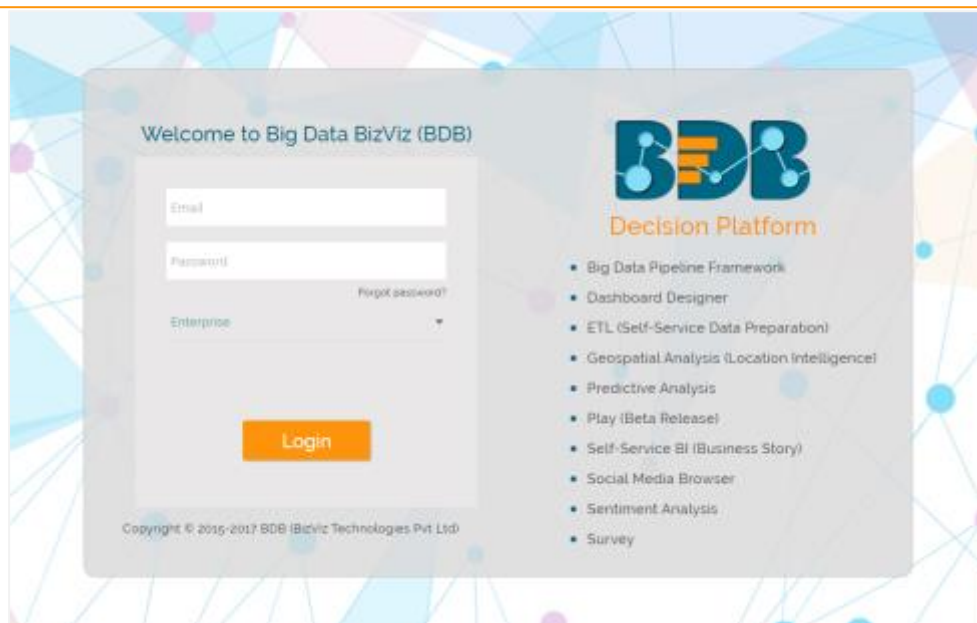 Welcome to Big Data BizViz (BDB)
Email
Password
Forgot password?
Enterprise
Login
Copyright © 2015-2017 BDB (BizViz Technologies Pvt Ltd)
BDB
Decision Platform
• Big Data Pipeline Framework
• Dashboard Designer
• ETL (Self-Service Data Preparation)
• Geospatial Analysis (Location Intelligence)
• Predictive Analysis
• Play (Beta Release)
• Self-Service BI (Business Story)
• Social Media Browser
• Sentiment Analysis
• Survey